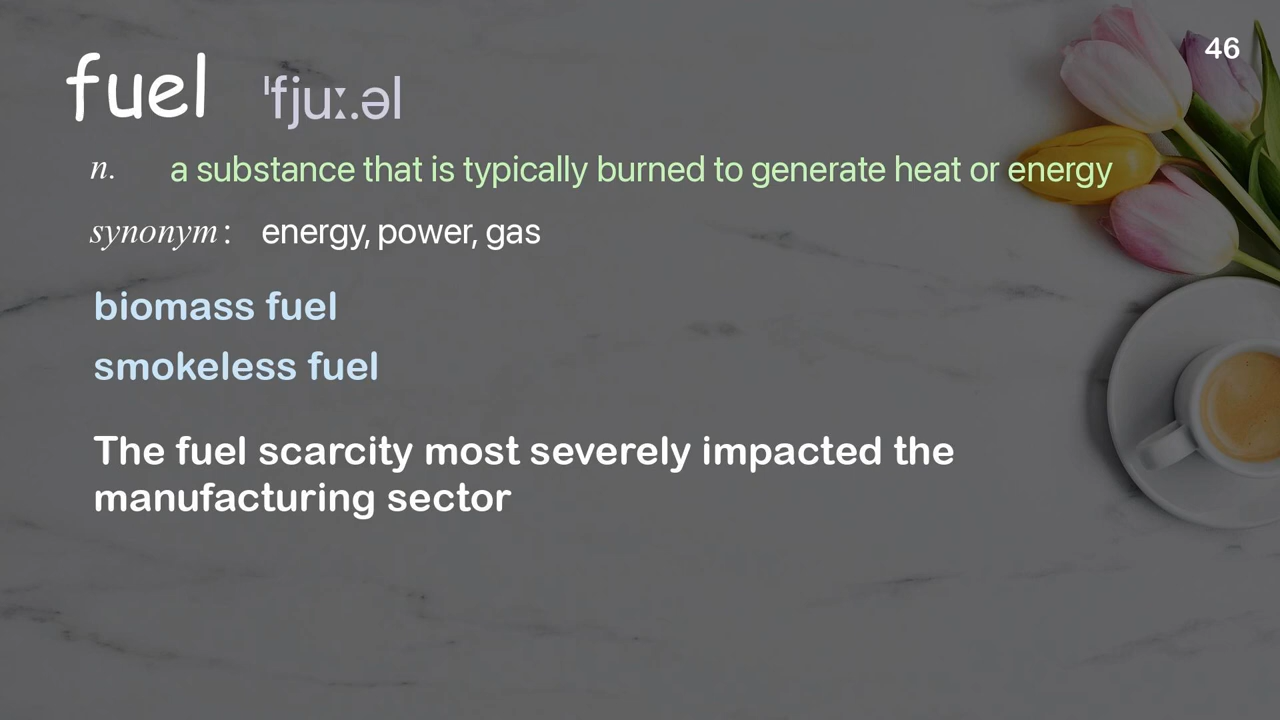 46
fuel ˈfjuː.əl
n. a substance that is typically burned to generate heat or energy
synonym: energy, power, gas
biomass fuel
smokeless fuel
The fuel scarcity most severely impacted the
manufacturing sector